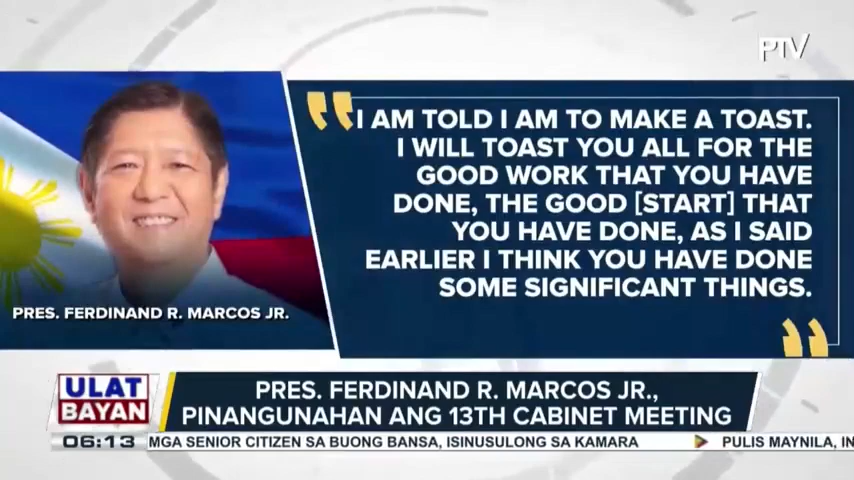 PTV
I AM TOLD I AM TO MAKE A TOAST.
I WILL TOAST YOU ALL FOR THE
GOOD WORK THAT YOU HAVE
DONE, THE GOOD [START] THAT
YOU HAVE DONE, AS I SAID
EARLIER I THINK YOU HAVE DONE
SOME SIGNIFICANT THINGS.
PRES. FERDINAND R. MARCOS JR.
ULAT
BAYAN
PRES. FERDINAND R. MARCOS JR.,
PINANGUNAHAN ANG 13TH CABINET MEETING
06:13 MGA SENIOR CITIZEN SA BUONG BANSA, ISINUSULONG SA KAMARA PULIS MAYNILA, IN